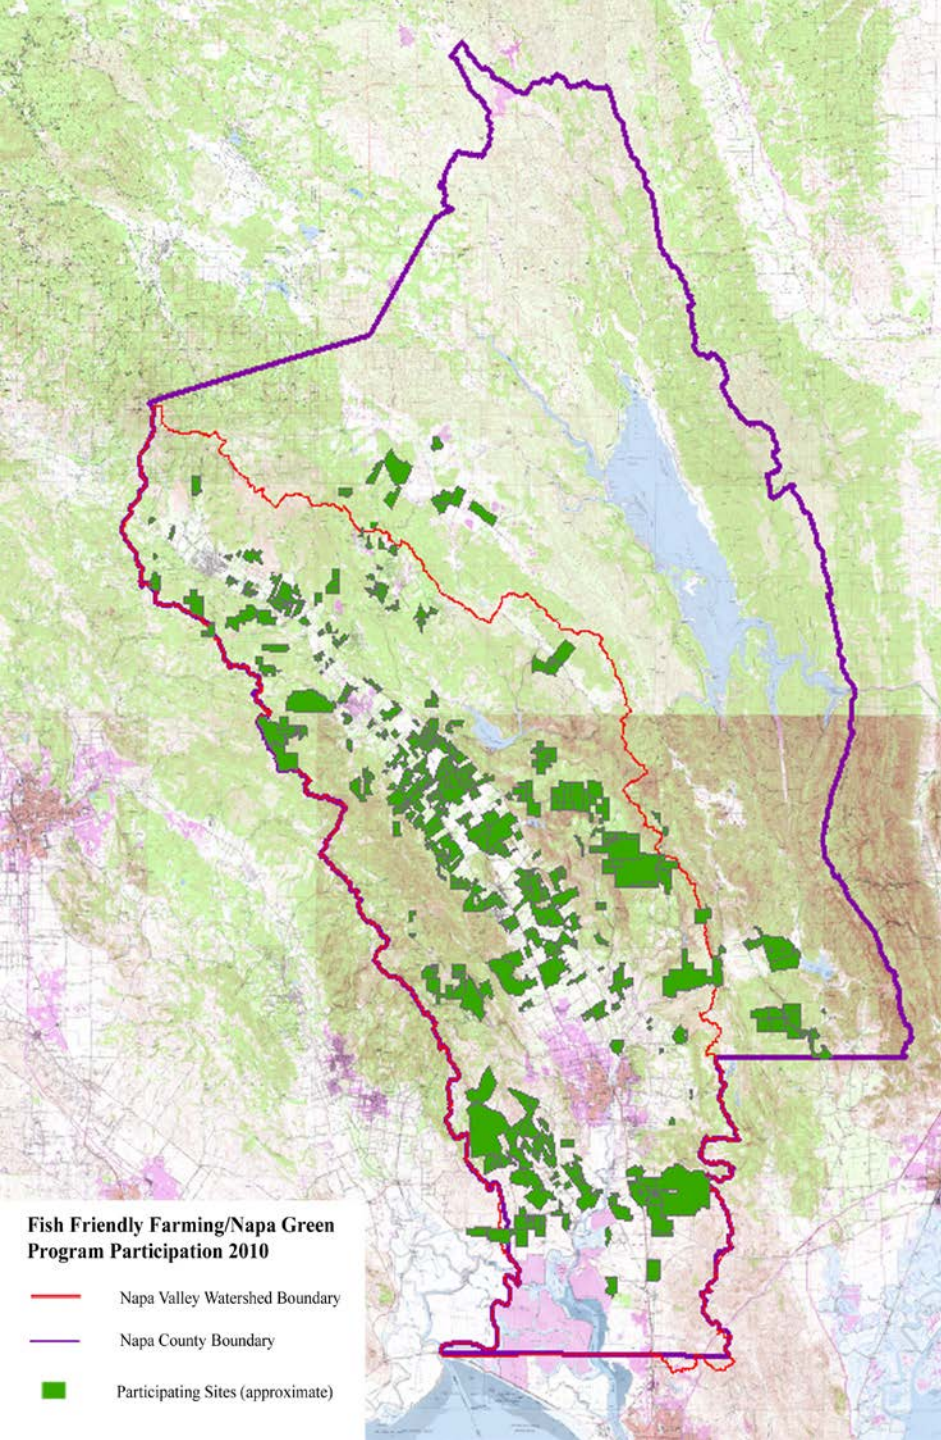 Fish Friendly Farming/Napa Green
Program Participation 2010
Napa Valley Watershed Boundary
Napa County Boundary
Participating Sites (approximate)